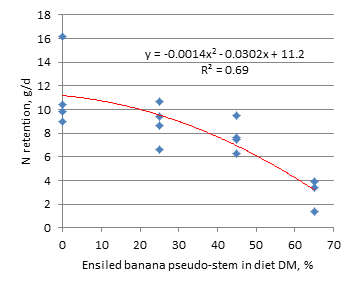 18
16
14
12
10
8
6
4
2
0
N retention, g/d
y = -0.0014x² - 0.0302x + 11.2
R² = 0.69
0 10 20 30 40 50 60 70
Ensiled banana pseudo-stem in diet DM, %